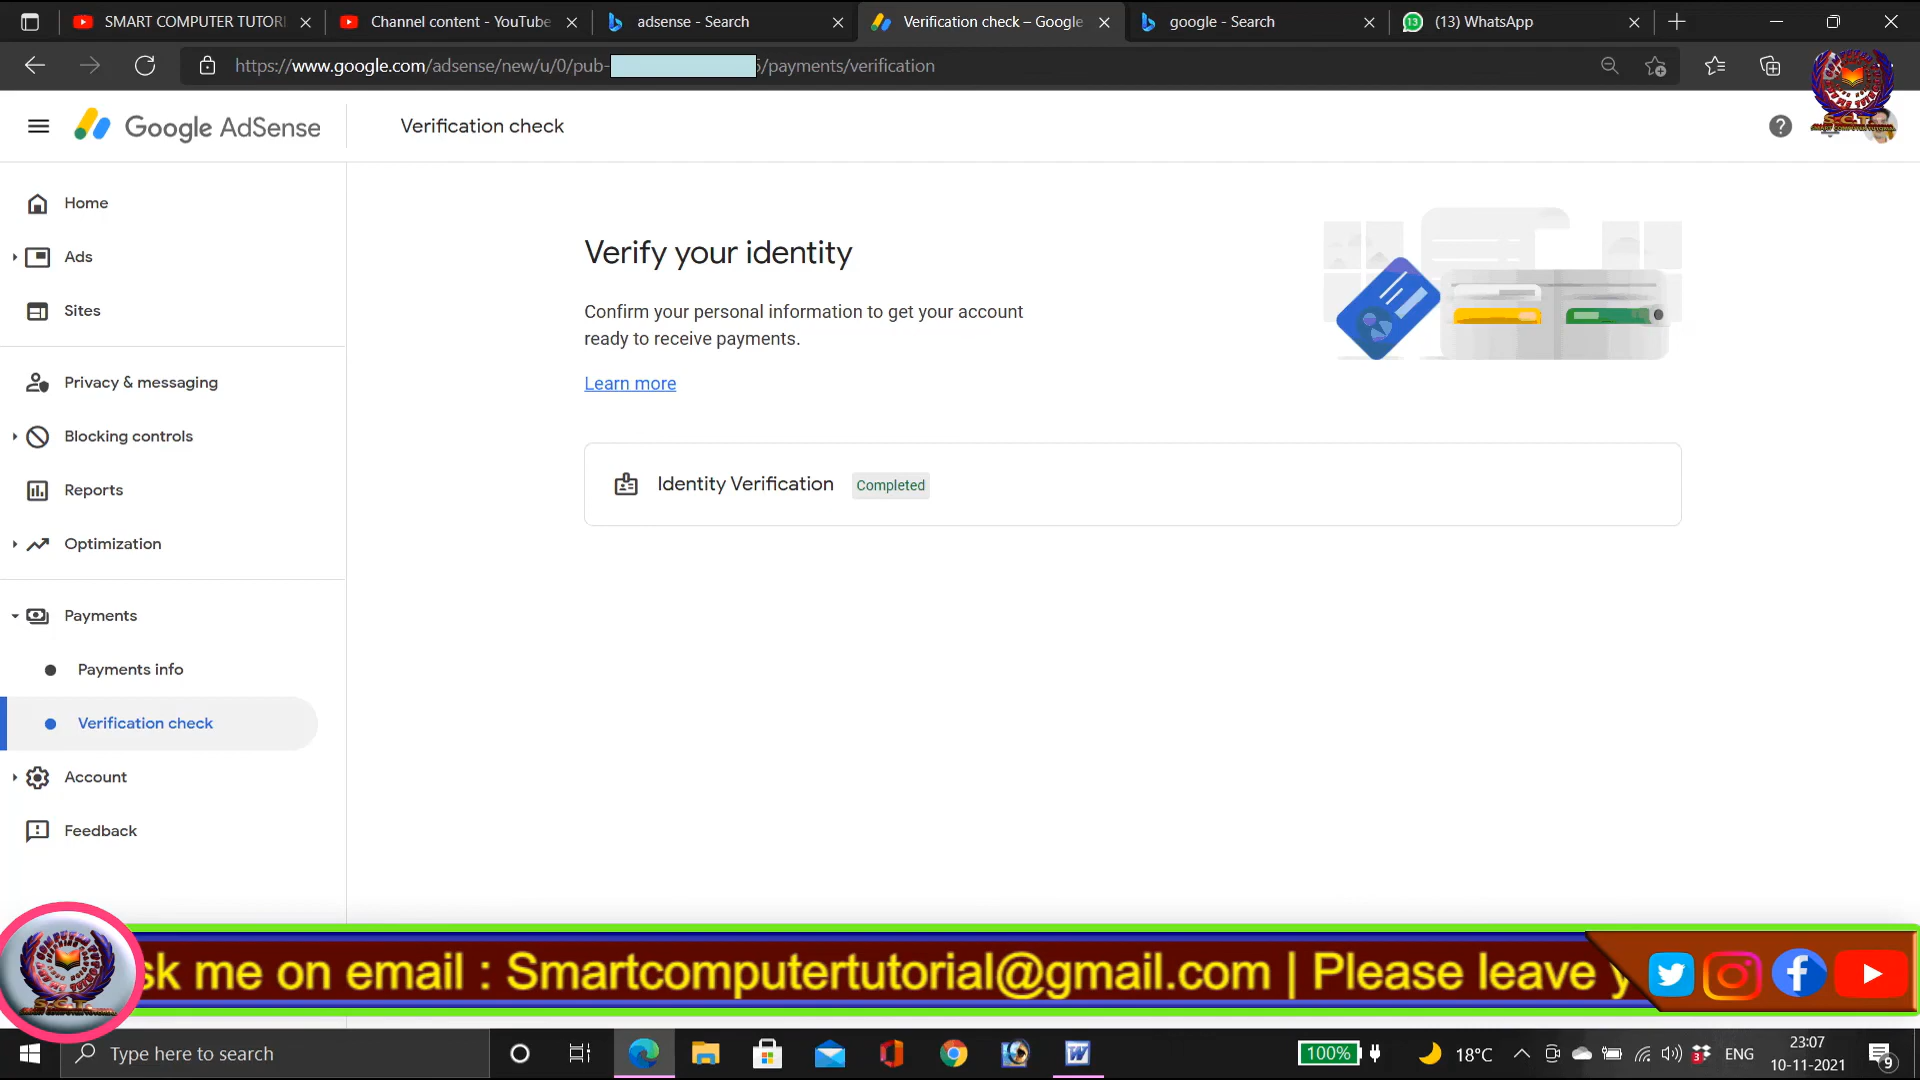 SMART COMPUTER TUTORI
Channel content - YouTube
adsense - Search
Verification check – Google
google - Search
13
(13) WhatsApp
https://www.google.com/adsense/new/u/0/pub- /payments/verification
Google AdSense
Verification check
Home
Ads
Sites
Privacy & messaging
Blocking controls
Reports
Optimization
Payments
Payments info
Verification check
Account
Feedback
Verify your identity
Confirm your personal information to get your account
ready to receive payments.
Learn more
Identity Verification Completed
sk me on email : Smartcomputertutorial@gmail.com | Please leave y
Type here to search
100%
18°C
3
ENG
23:07
10-11-2021
9